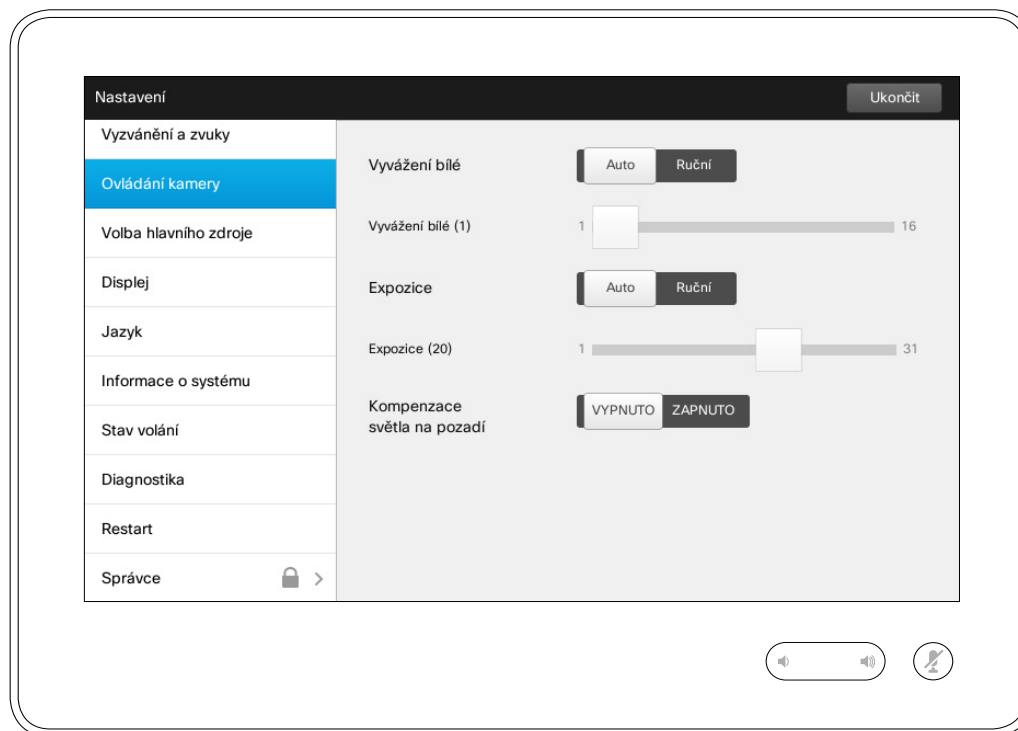 Nastavení
Ukončit
Vyzvánění a zvuky
Ovládání kamery
Volba hlavního zdroje
Displej
Jazyk
Informace o systému
Stav volání
Diagnostika
Restart
Správce
Vyvážení bílé
Auto Ruční
Vyvážení bílé (1)
1 16
Expozice
Auto Ruční
Expozice (20)
1 31
Kompenzace
světla na pozadí
VYPNUTO ZAPNUTO